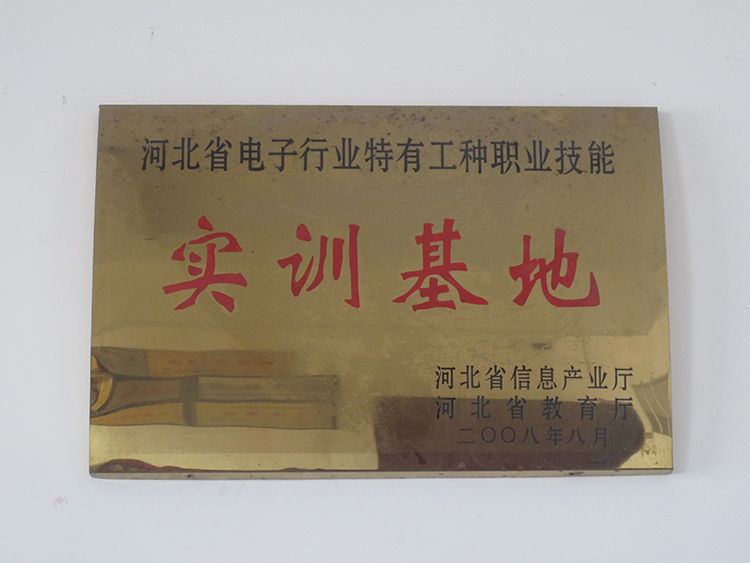 河北省电子行业特有工种职业技能
实训基地
河北省信息产业厅
河北省教育厅
二〇〇八年八月